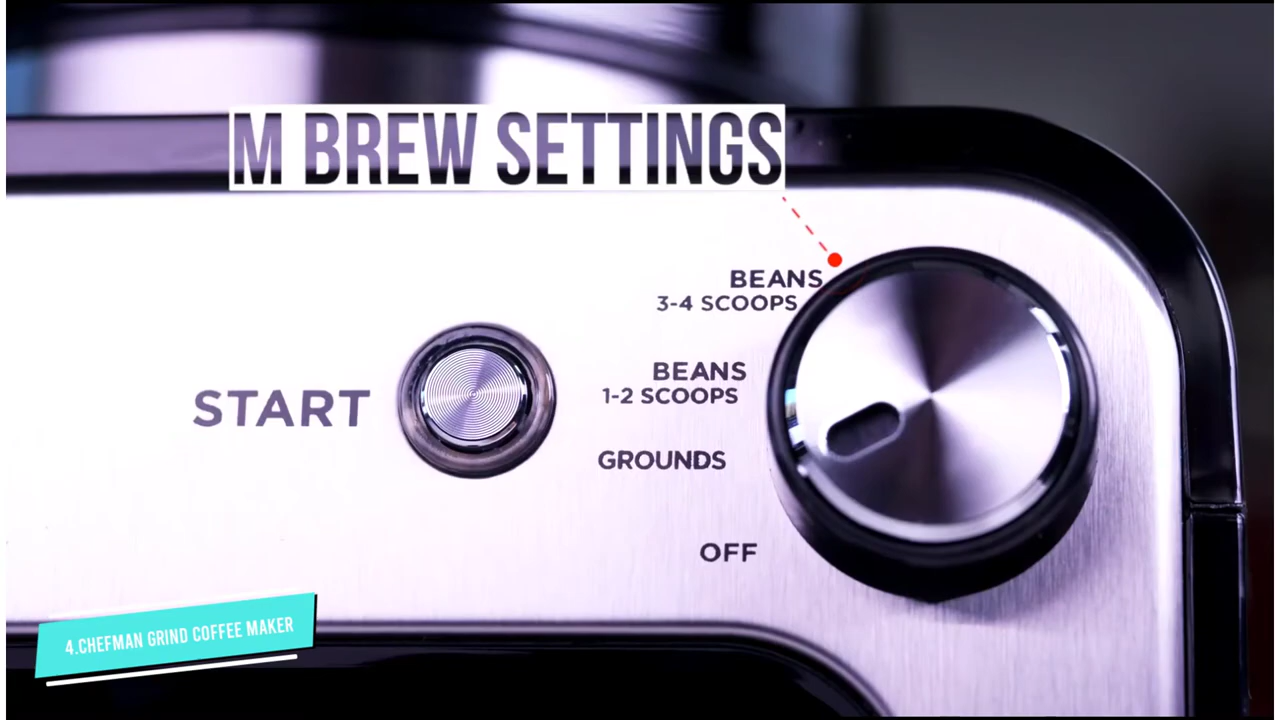 M BREW SETTINGS
BEANS
3-4 SCOOPS
BEANS
1-2 SCOOPS
START
GROUNDS
OFF
4.CHEFMAN GRIND COFFEE MAKER